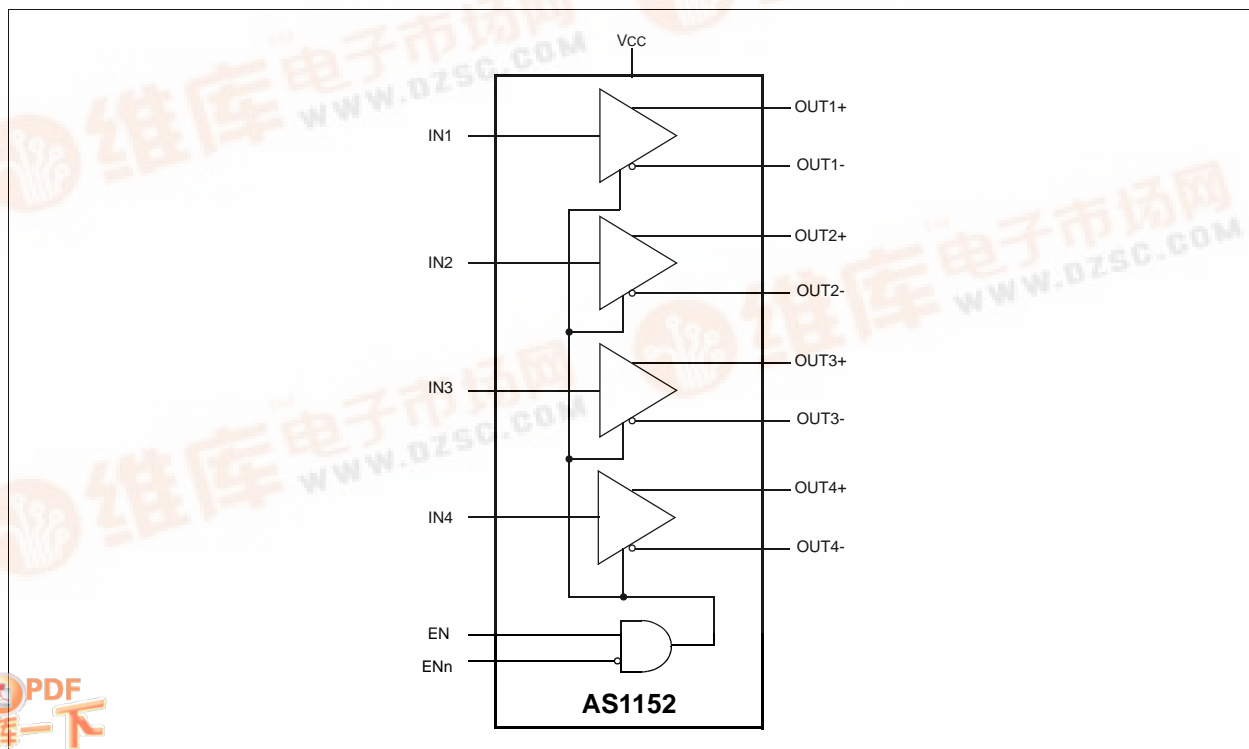 Vcc
OUT1+
IN1
OUT1-
OUT2+
IN2
OUT2-
OUT3+
IN3
OUT3-
OUT4+
IN4
OUT4-
EN
ENn
AS1152
维库电子市场网
WWW.DZSC.COM
维库电子市场网
WWW.DZSC.COM
维库电子市场网
WWW.DZSC.COM
PDF
一下